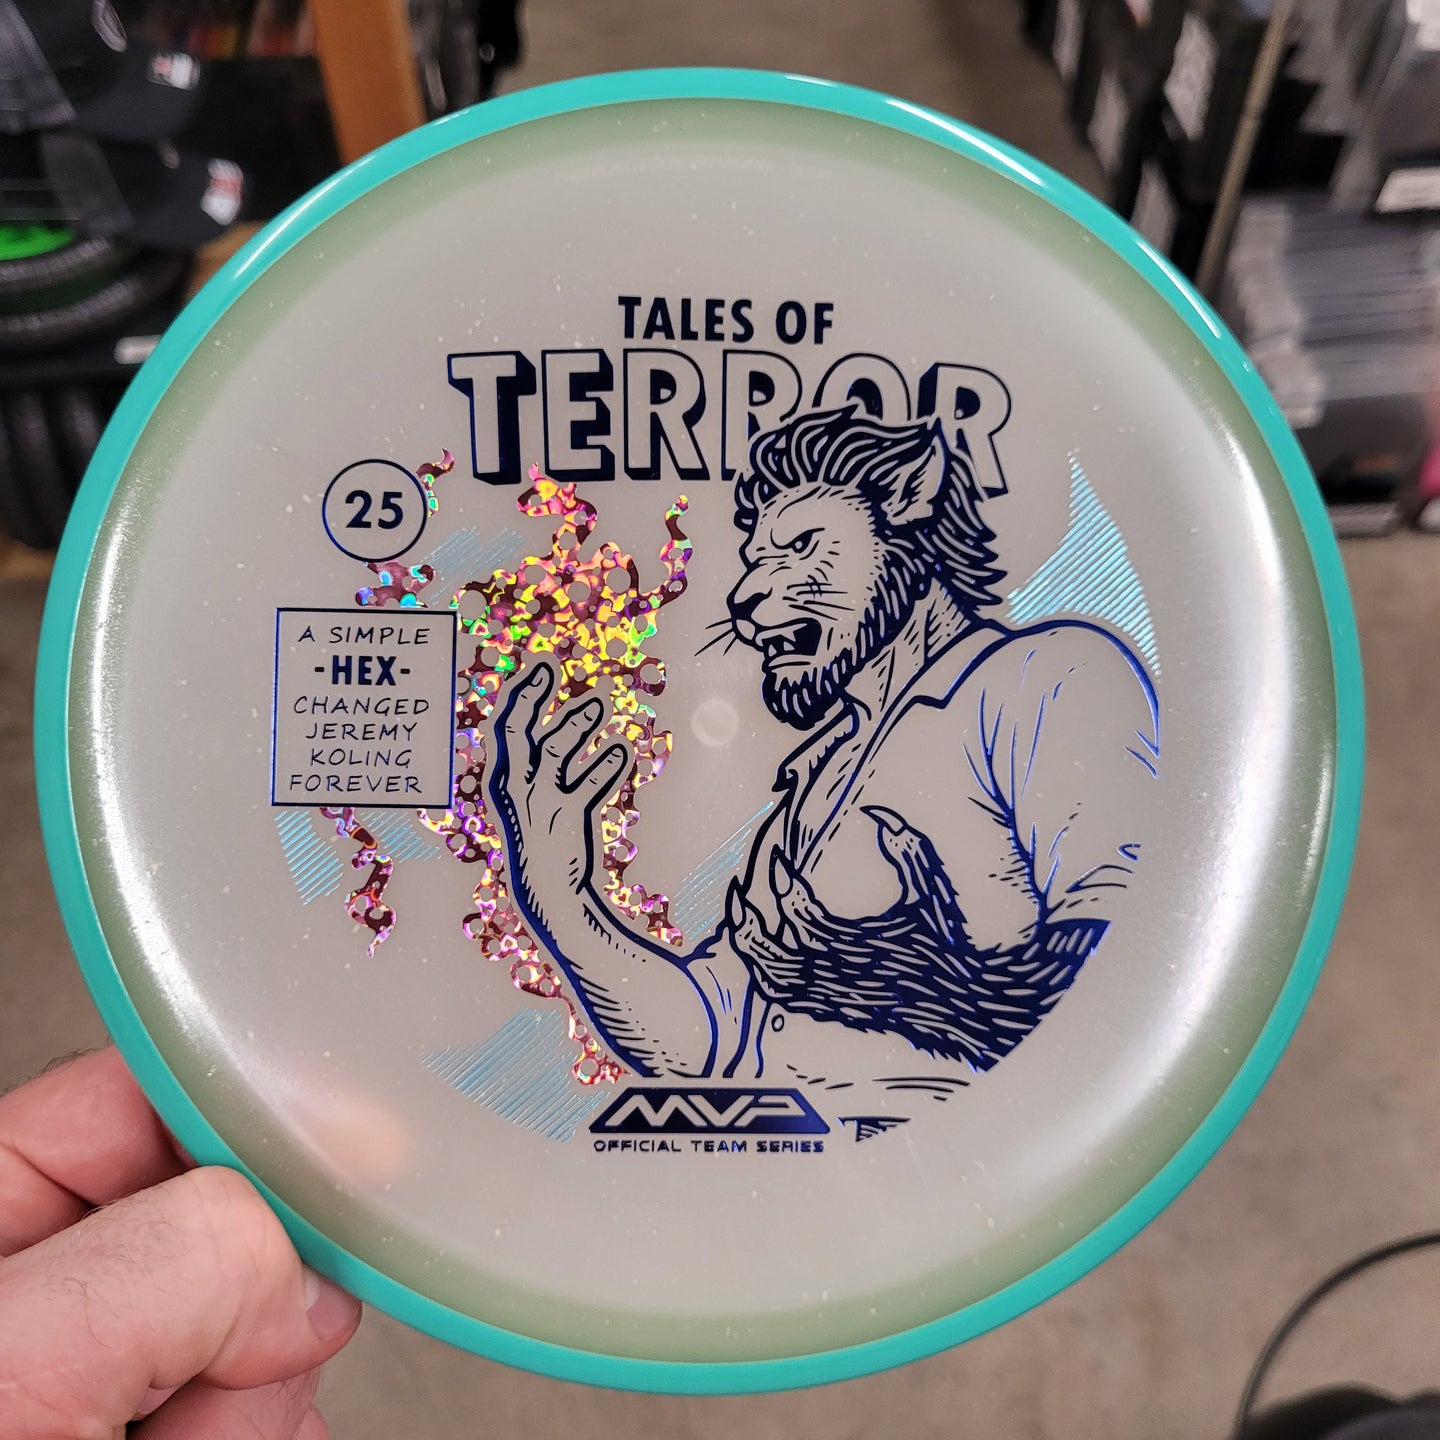 TALES OF
TERROR
25
A SIMPLE
-HEX-
CHANGED
JEREMY
KOLING
FOREVER
MVP
OFFICIAL TEAM SERIES